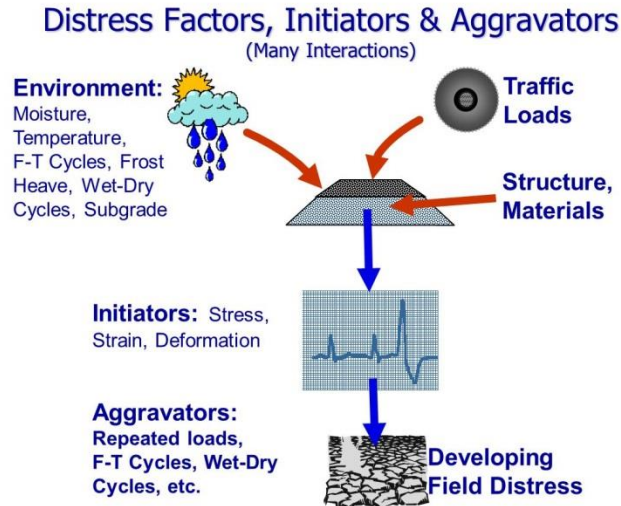 Distress Factors, Initiators & Aggravators
(Many Interactions)
Environment:
Moisture,
Temperature,
F-T Cycles, Frost
Heave, Wet-Dry
Cycles, Subgrade
Traffic
Loads
Structure,
Materials
Initiators: Stress,
Strain, Deformation
Aggravators:
Repeated loads,
F-T Cycles, Wet-Dry
Cycles, etc.
Developing
Field Distress